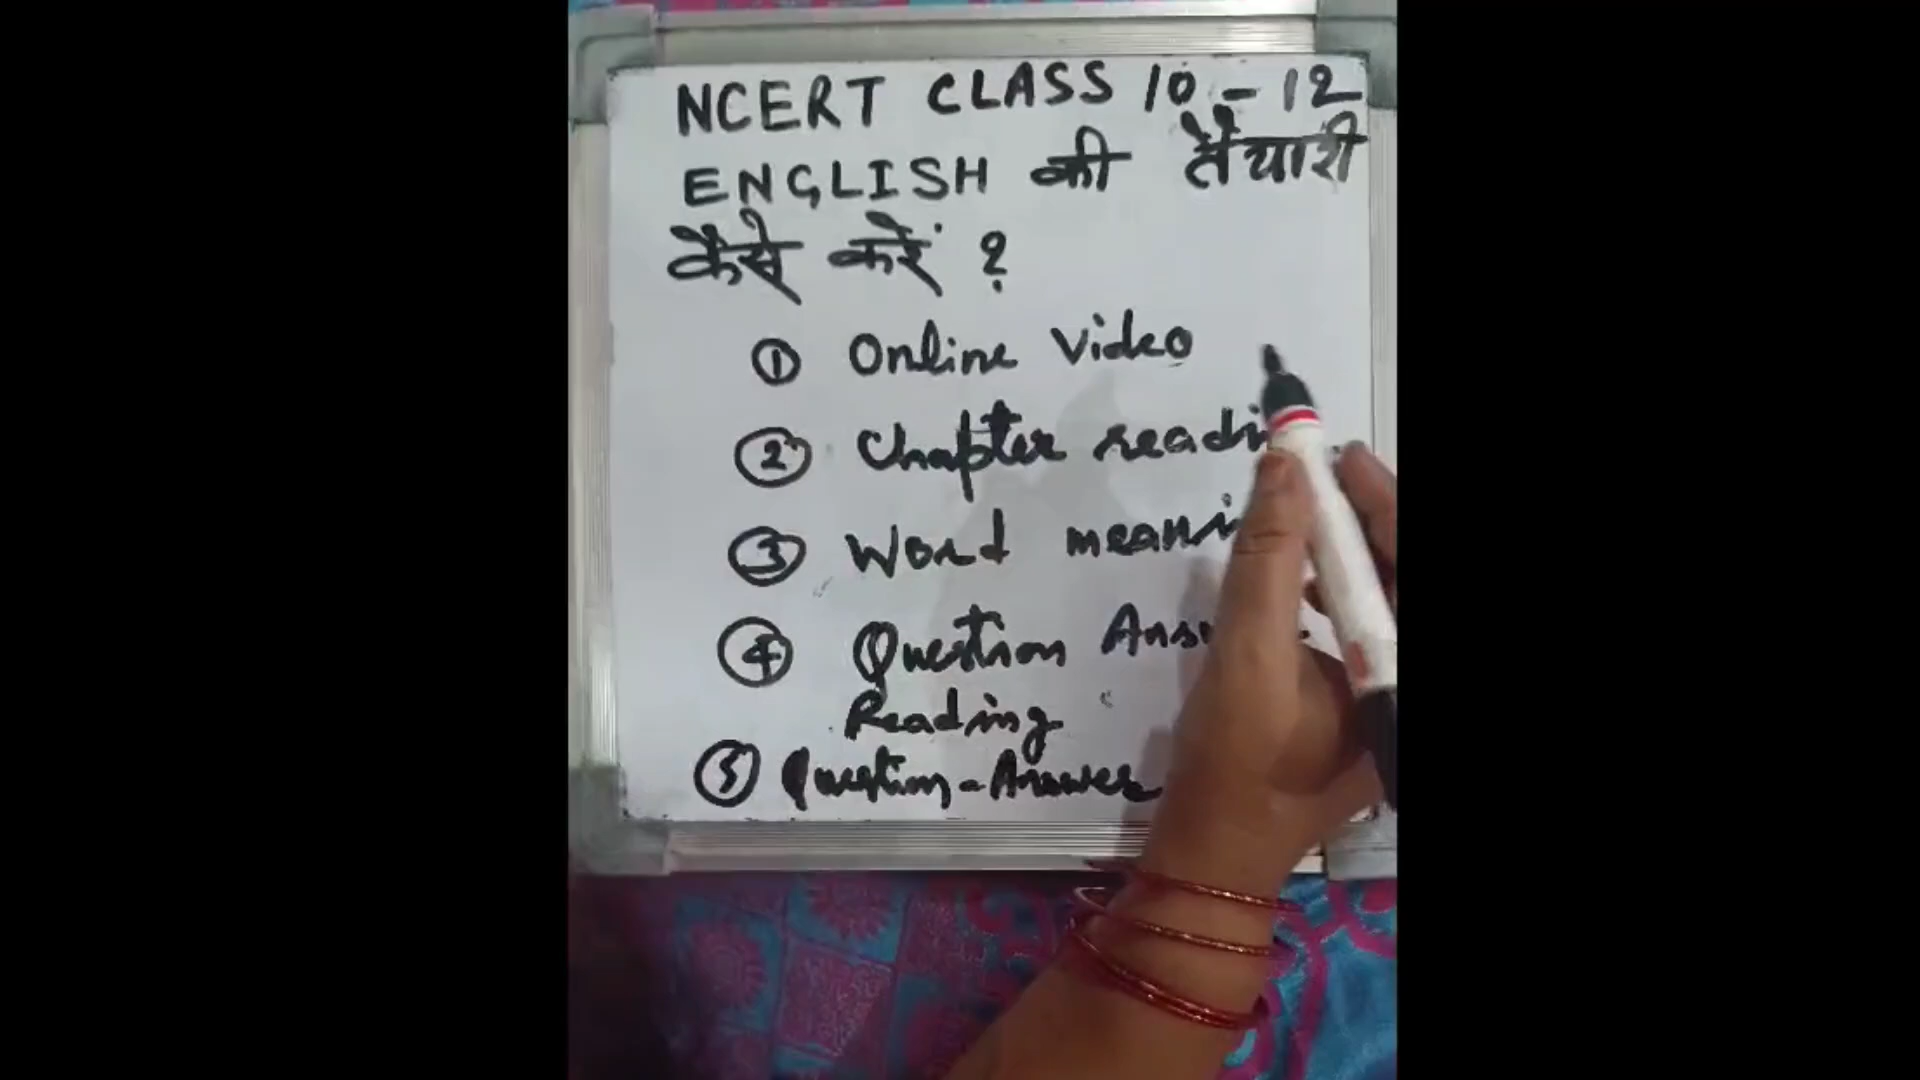 NCERT CLASS 10 - 12
ENGLISH की तैयारी
कैसे करें ?
① Online Video
② Chapter
③ Word
④ Question
Reading
⑤ Question - Answer